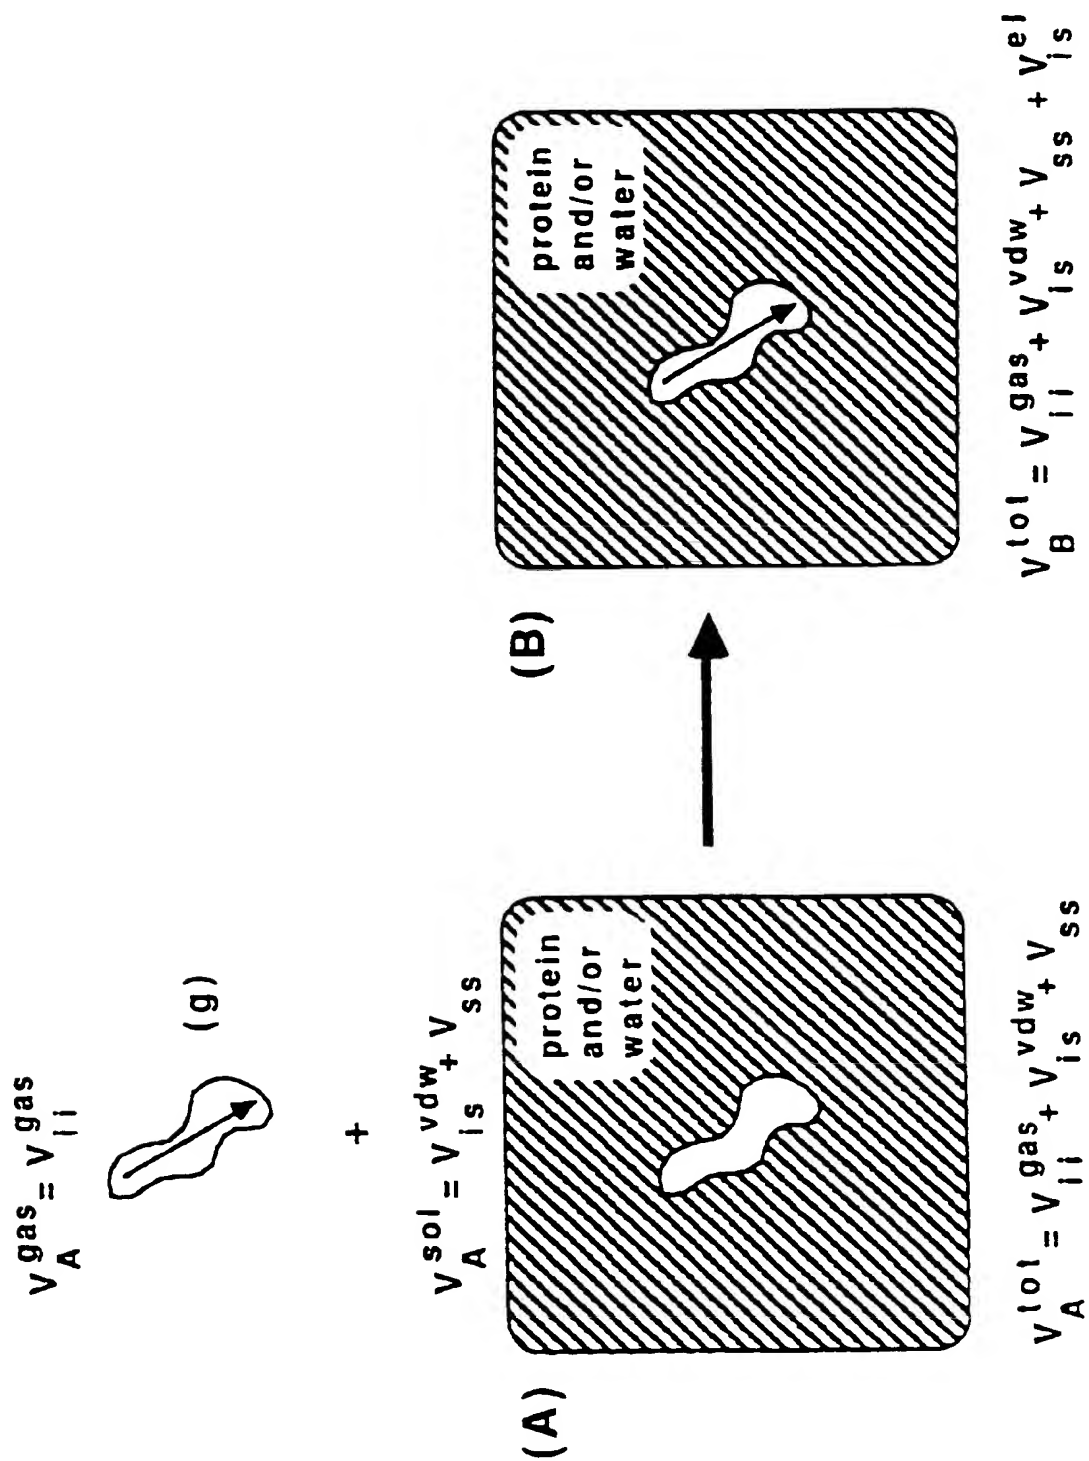 V_A^gas = V_ii^gas
(g)
+
V_A^sol = V_is^vdw + V_ss
(A)
protein
and/or
water
V_A^tot = V_ii^gas + V_is^vdw + V_ss
(B)
protein
and/or
water
V_B^tot = V_ii^gas + V_is^vdw + V_ss + V_is^el